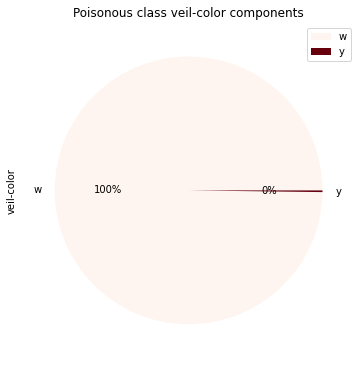 Poisonous class veil-color components
w
y
veil-color
w
100%
0%
y